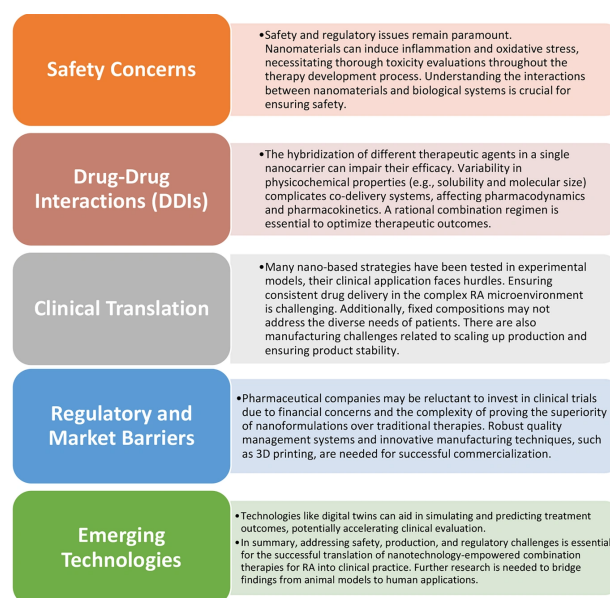 Safety Concerns
•Safety and regulatory issues remain paramount.
Nanomaterials can induce inflammation and oxidative stress,
necessitating thorough toxicity evaluations throughout the
therapy development process. Understanding the interactions
between nanomaterials and biological systems is crucial for
ensuring safety.
Drug-Drug
Interactions (DDIs)
•The hybridization of different therapeutic agents in a single
nanocarrier can impair their efficacy. Variability in
physicochemical properties (e.g., solubility and molecular size)
complicates co-delivery systems, affecting pharmacodynamics
and pharmacokinetics. A rational combination regimen is
essential to optimize therapeutic outcomes.
Clinical Translation
•Many nano-based strategies have been tested in experimental
models, their clinical application faces hurdles. Ensuring
consistent drug delivery in the complex RA microenvironment
is challenging. Additionally, fixed compositions may not
address the diverse needs of patients. There are also
manufacturing challenges related to scaling up production and
ensuring product stability.
Regulatory and
Market Barriers
•Pharmaceutical companies may be reluctant to invest in clinical trials
due to financial concerns and the complexity of proving the superiority
of nanoformulations over traditional therapies. Robust quality
management systems and innovative manufacturing techniques, such
as 3D printing, are needed for successful commercialization.
Emerging
Technologies
•Technologies like digital twins can aid in simulating and predicting treatment
outcomes, potentially accelerating clinical evaluation.
•In summary, addressing safety, production, and regulatory challenges is essential
for the successful translation of nanotechnology-empowered combination
therapies for RA into clinical practice. Further research is needed to bridge
findings from animal models to human applications.